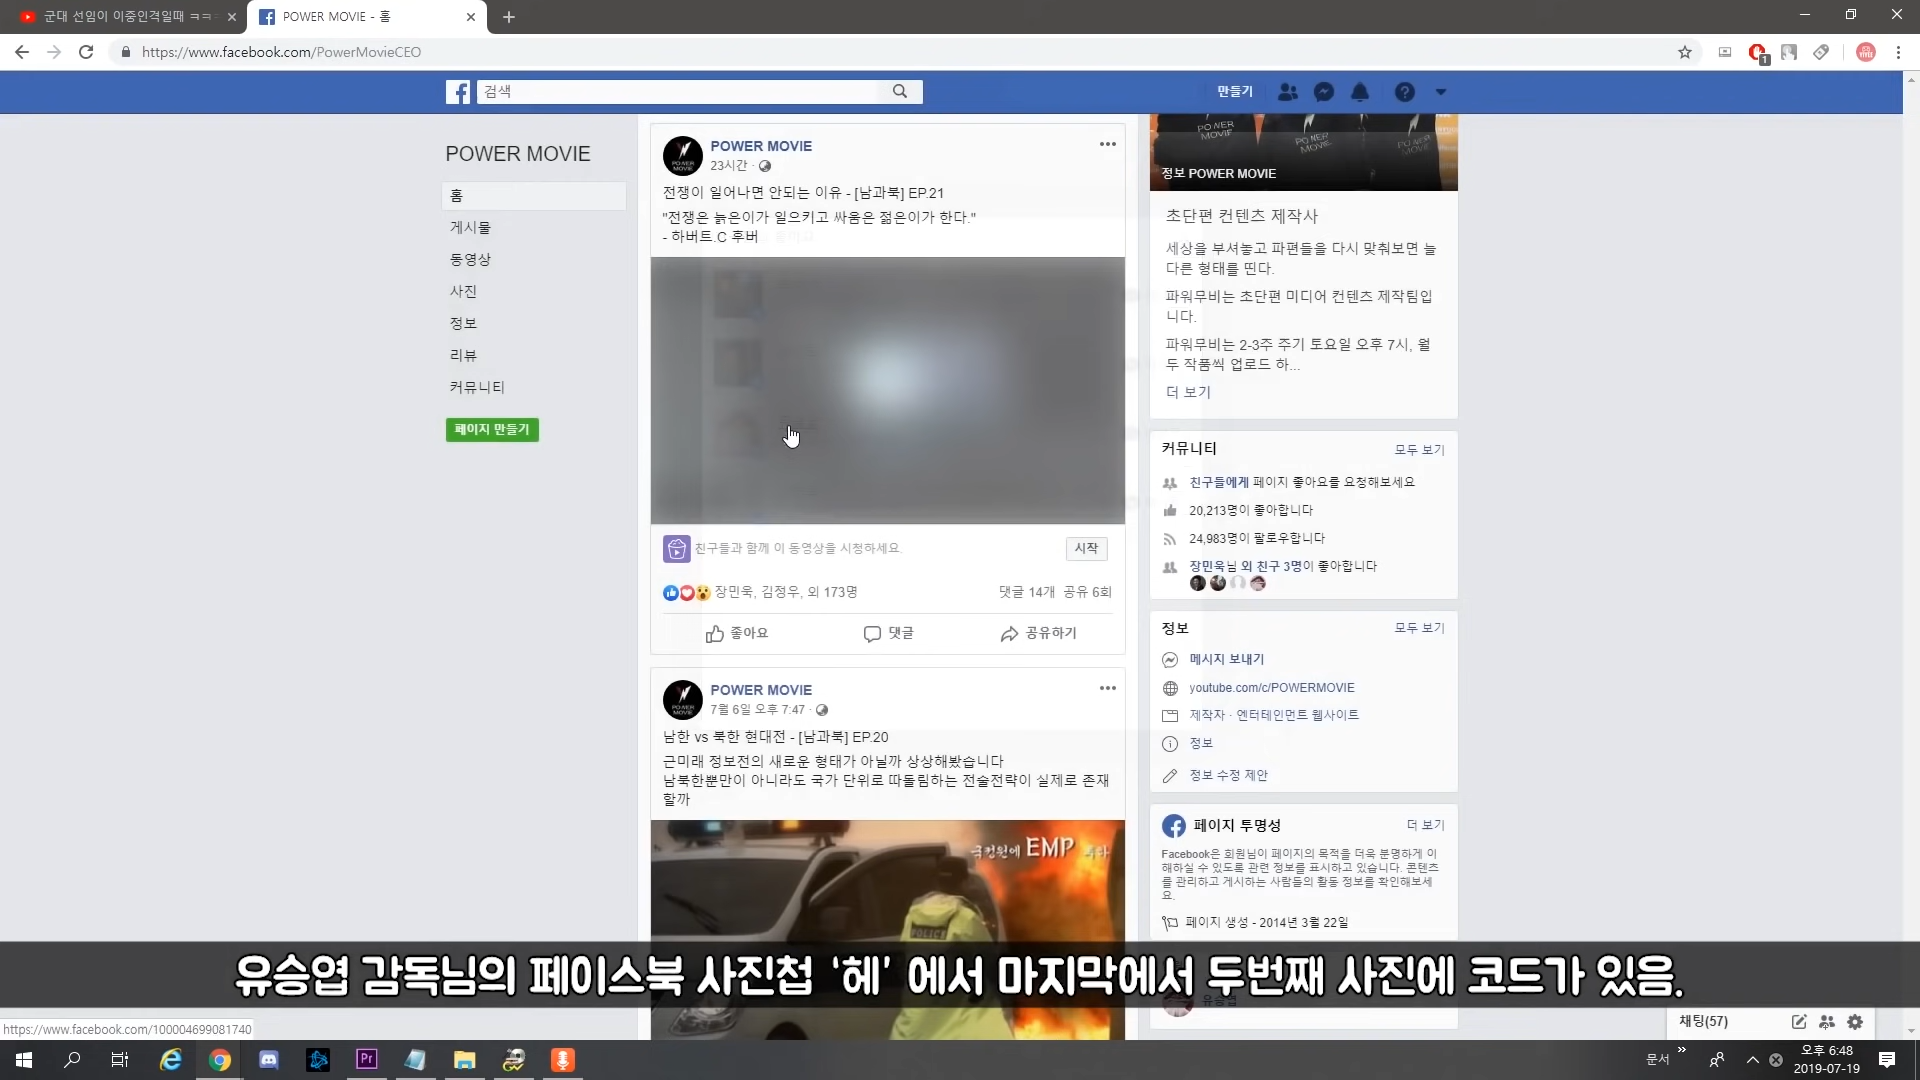 군대 선임이 이중인격일때 ㅋㅋ
POWER MOVIE - 홈
https://www.facebook.com/PowerMovieCEO
검색
만들기
POWER MOVIE
홈
게시물
동영상
사진
정보
리뷰
커뮤니티
페이지 만들기
POWER MOVIE
23시간 ·
전쟁이 일어나면 안되는 이유 - [남과북] EP.21
"전쟁은 늙은이가 일으키고 싸움은 젊은이가 한다."
- 하버트.C 후버
친구들과 함께 이 동영상을 시청하세요.
시작
장민욱, 김정우, 외 173명
댓글 14개 공유 6회
좋아요
댓글
공유하기
POWER MOVIE
7월 6일 오후 7:47 ·
남한 vs 북한 현대전 - [남과북] EP.20
근미래 정보전의 새로운 형태가 아닐까 상상해봤습니다
남북한뿐만이 아니라도 국가 단위로 따돌림하는 전술전략이 실제로 존재
할까
국정원에 EMP
POLICE
POWER MOVIE
POWER MOVIE
정보 POWER MOVIE
초단편 컨텐츠 제작사
세상을 부셔놓고 파편들을 다시 맞춰보면 늘
다른 형태를 띤다.
파워무비는 초단편 미디어 컨텐츠 제작팀입
니다.
파워무비는 2-3주 주기 토요일 오후 7시, 월
두 작품씩 업로드 하...
더 보기
커뮤니티
모두 보기
친구들에게 페이지 좋아요를 요청해보세요
20,213명이 좋아합니다
24,983명이 팔로우합니다
장민욱님 외 친구 3명이 좋아합니다
정보
모두 보기
메시지 보내기
youtube.com/c/POWERMOVIE
제작자 · 엔터테인먼트 웹사이트
정보
정보 수정 제안
페이지 투명성
더 보기
Facebook은 회원님이 페이지의 목적을 더욱 분명하게 이
해하실 수 있도록 관련 정보를 표시하고 있습니다. 콘텐츠
를 관리하고 게시하는 사람들의 활동 정보를 확인해보세
요.
페이지 생성 - 2014년 3월 22일
유승엽 감독님의 페이스북 사진첩 '헤' 에서 마지막에서 두번째 사진에 코드가 있음.
유승엽
https://www.facebook.com/100004699081740
채팅(57)
문서
오후 6:48
2019-07-19